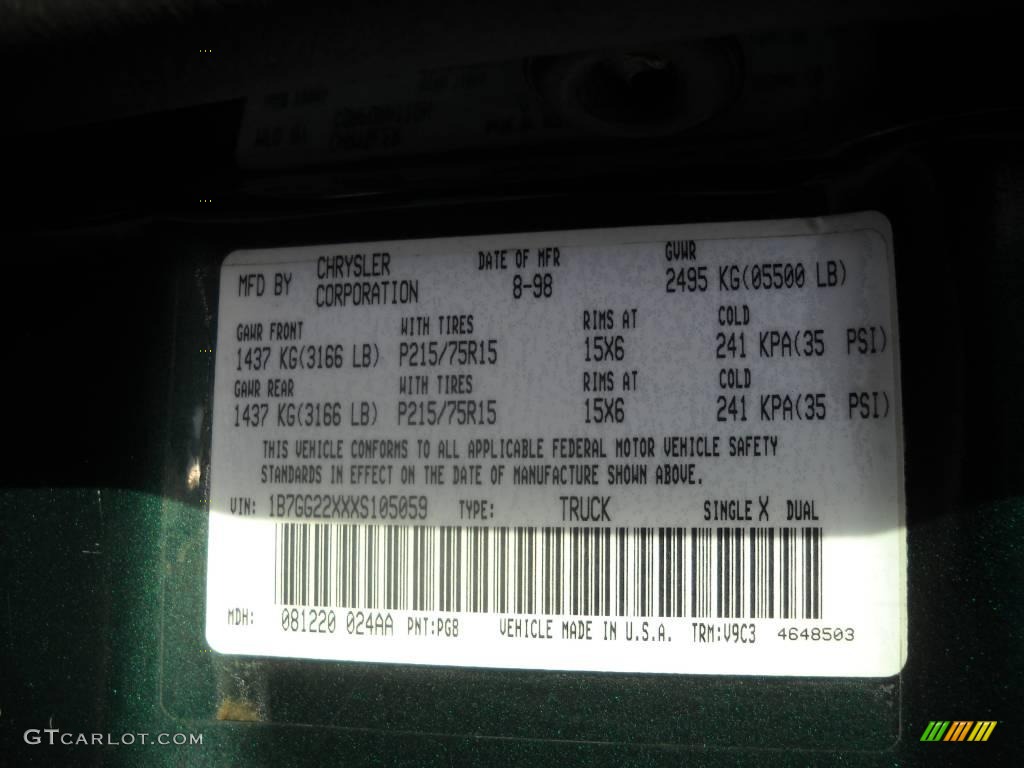 MFD BY CHRYSLER CORPORATION DATE OF MFR 8-98 GVWR 2495 KG(05500 LB)
GAWR FRONT WITH TIRES RIMS AT COLD
1437 KG(3166 LB) P215/75R15 15X6 241 KPA(35 PSI)
GAWR REAR WITH TIRES RIMS AT COLD
1437 KG(3166 LB) P215/75R15 15X6 241 KPA(35 PSI)
THIS VEHICLE CONFORMS TO ALL APPLICABLE FEDERAL MOTOR VEHICLE SAFETY
STANDARDS IN EFFECT ON THE DATE OF MANUFACTURE SHOWN ABOVE.
VIN: 1B7GG22XXXS105059 TYPE: TRUCK SINGLE X DUAL
MDH: 081220 024AA PNT:PG8 VEHICLE MADE IN U.S.A. TRM:V9C3 4648503
GTCARLOT.COM